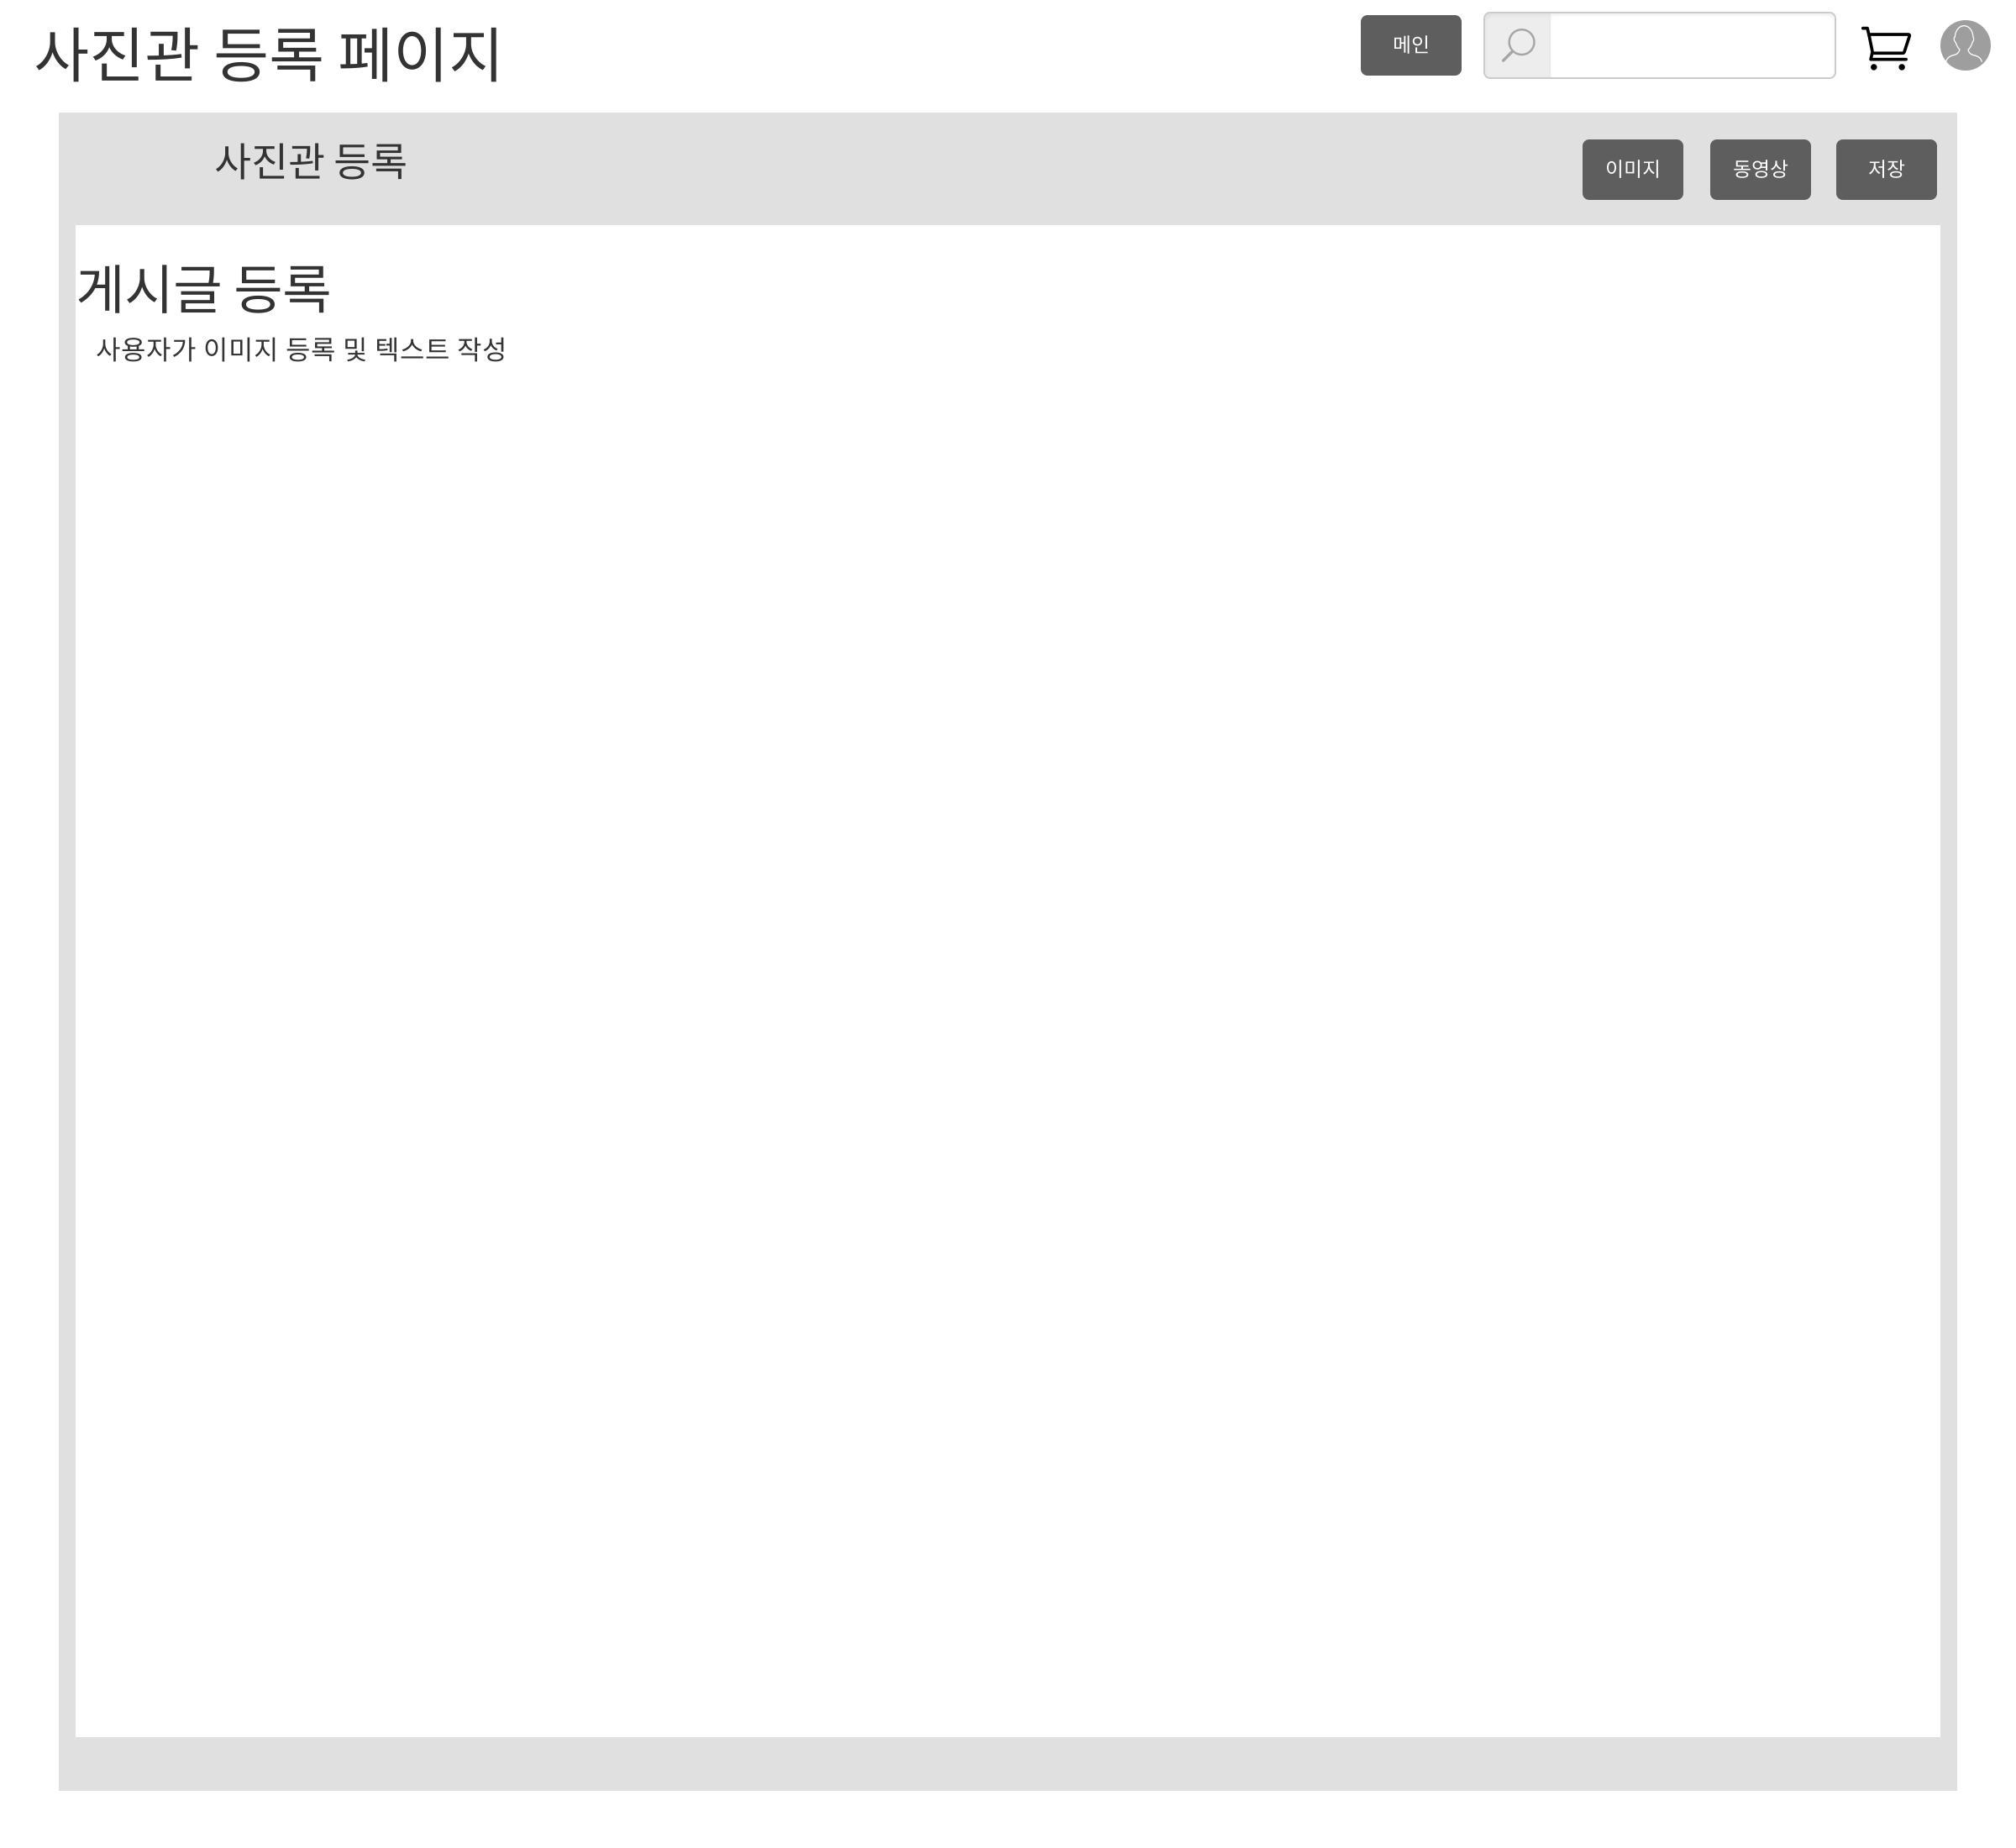 사진관 등록 페이지
메인
사진관 등록
이미지
동영상
저장
게시글 등록
사용자가 이미지 등록 및 택스트 작성